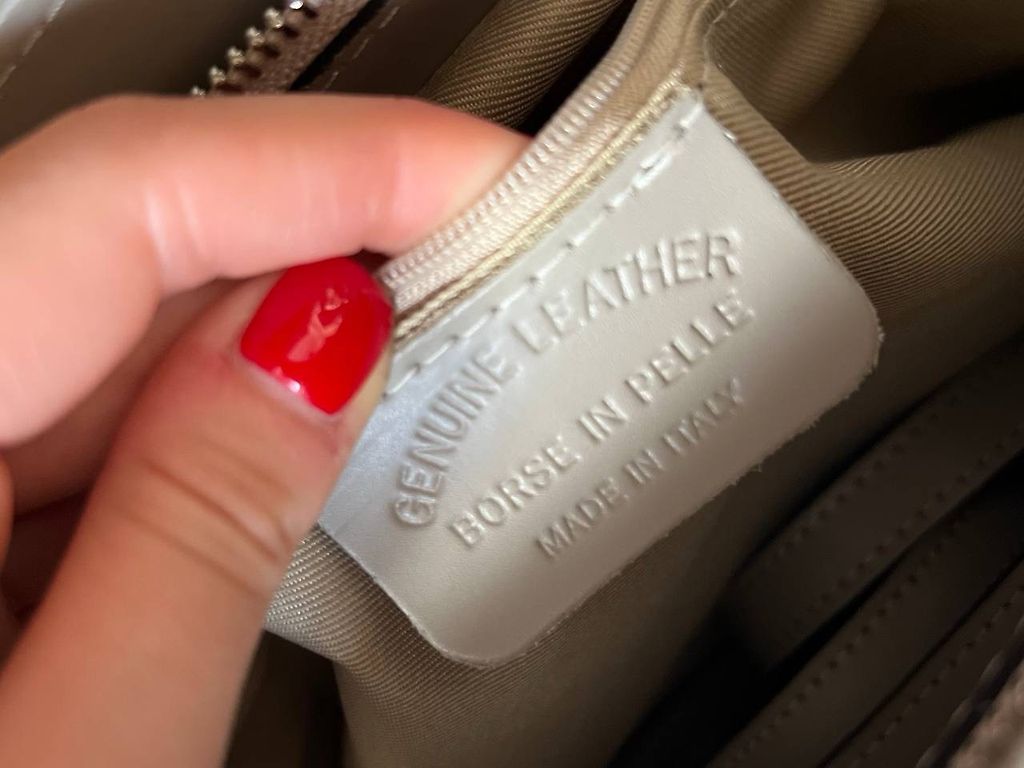 GENUINE LEATHER
BORSE IN PELLE
MADE IN ITALY